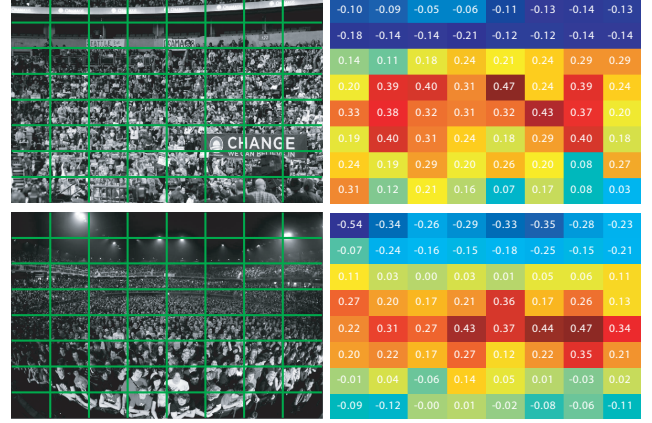 -0.10 -0.09 -0.05 -0.06 -0.11 -0.13 -0.14 -0.13
-0.18 -0.14 -0.14 -0.21 -0.12 -0.12 -0.14 -0.14
0.14 0.11 0.18 0.24 0.21 0.24 0.29 0.29
0.20 0.39 0.40 0.31 0.47 0.24 0.39 0.24
0.33 0.38 0.32 0.31 0.32 0.43 0.37 0.20
0.19 0.40 0.31 0.24 0.18 0.29 0.40 0.18
0.24 0.19 0.29 0.20 0.26 0.20 0.08 0.27
0.31 0.12 0.21 0.16 0.07 0.17 0.08 0.03
CHANGE
WE CAN BELIEVE IN
-0.54 -0.34 -0.26 -0.29 -0.33 -0.35 -0.28 -0.23
-0.07 -0.24 -0.16 -0.15 -0.18 -0.25 -0.15 -0.21
0.11 0.03 0.00 0.03 0.01 0.05 0.06 0.11
0.27 0.20 0.17 0.21 0.36 0.17 0.26 0.13
0.22 0.31 0.27 0.43 0.37 0.44 0.47 0.34
0.20 0.22 0.17 0.27 0.12 0.22 0.35 0.21
-0.01 0.04 -0.06 0.14 0.05 0.01 -0.03 0.02
-0.09 -0.12 -0.00 0.01 -0.02 -0.08 -0.06 -0.11